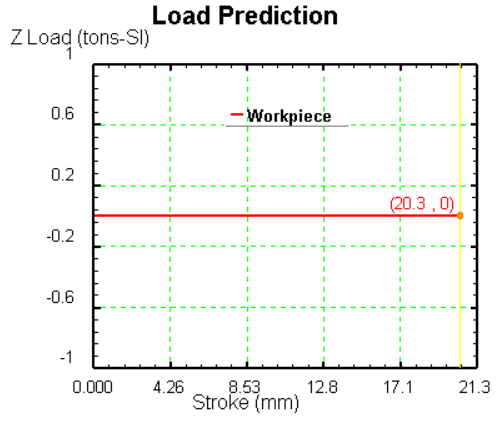 Load Prediction
Z Load (tons-SI)
1
0.6
Workpiece
0.2
(20.3 , 0)
-0.2
-0.6
-1
0.000 4.26 8.53 12.8 17.1 21.3
Stroke (mm)